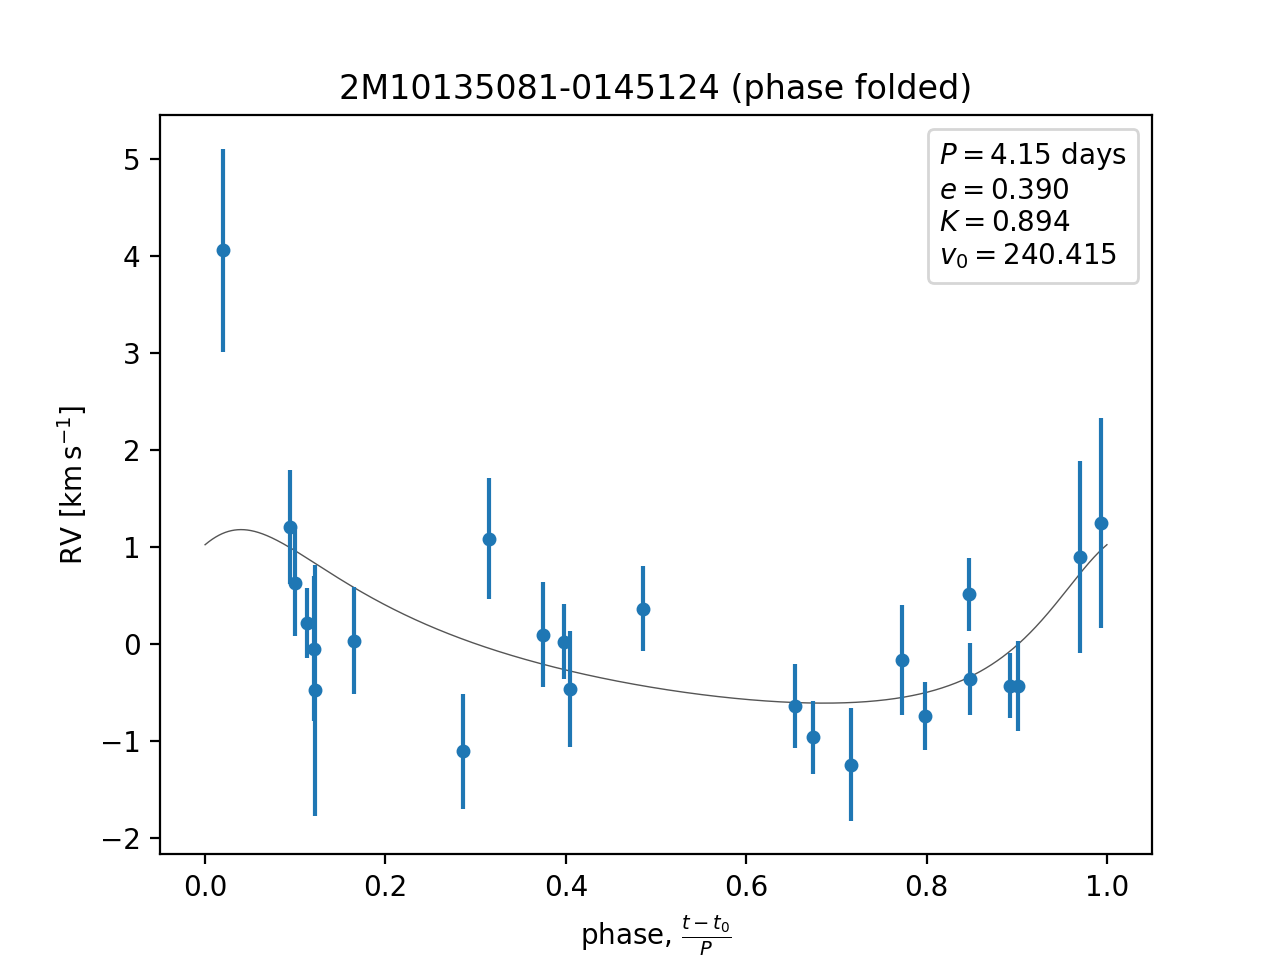 2M10135081-0145124 (phase folded)
P = 4.15 days
e = 0.390
K = 0.894
v₀ = 240.415
5
4
3
2
1
0
−1
−2
RV [km s⁻¹]
0.0 0.2 0.4 0.6 0.8 1.0
phase, (t − t₀)/P